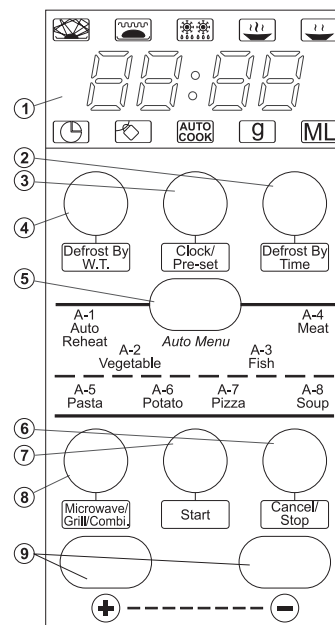 88:88
1
AUTO
COOK
g
ML
2
3
4
Defrost By
W.T.
Clock/
Pre-set
Defrost By
Time
5
A-1
Auto
Reheat
Auto Menu
A-4
Meat
A-2
Vegetable
A-3
Fish
A-5
Pasta
A-6
Potato
A-7
Pizza
A-8
Soup
6
7
8
Microwave/
Grill/Combi.
Start
Cancel/
Stop
9
+
-